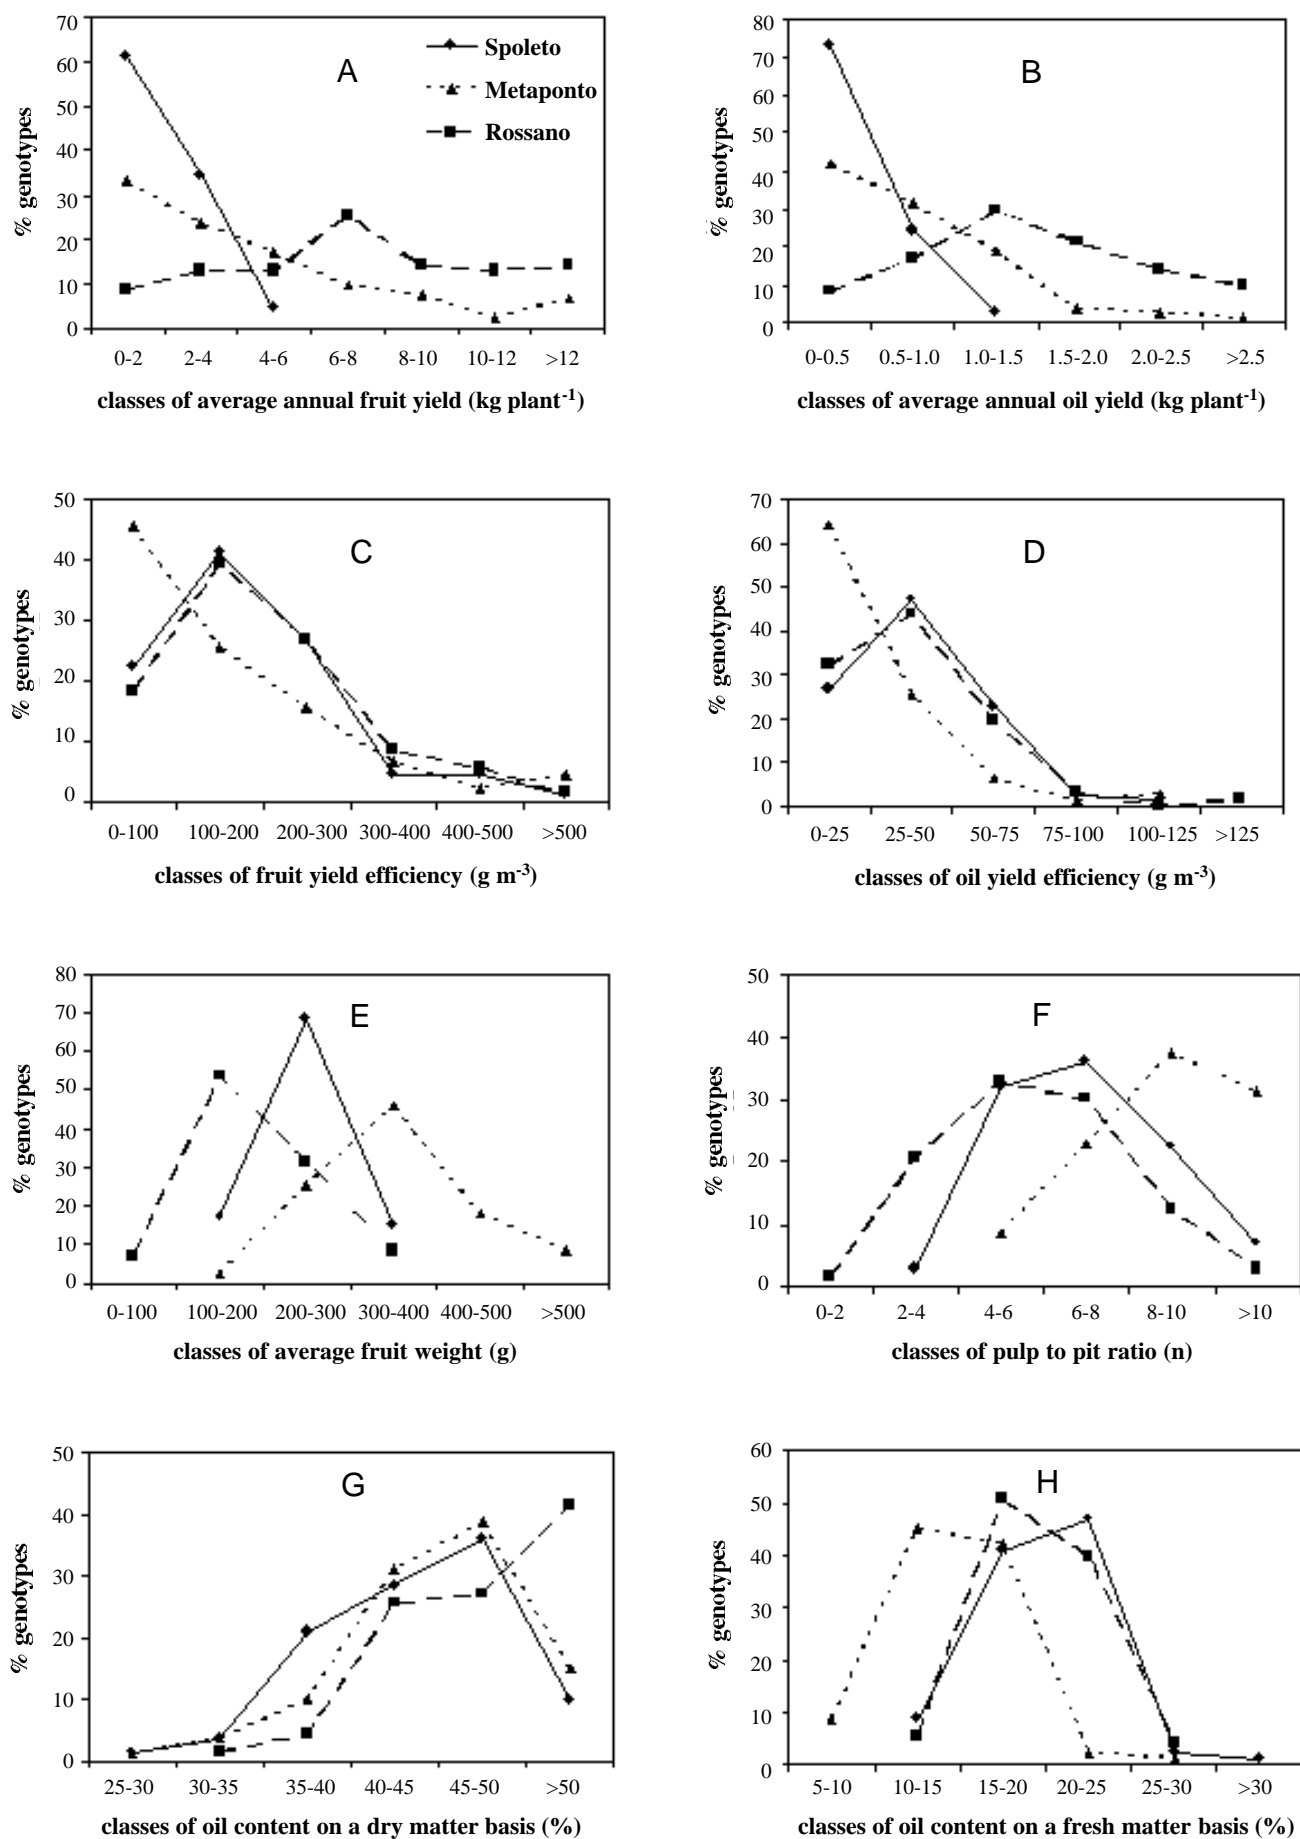 A
Spoleto
Metaponto
Rossano
% genotypes
70
60
50
40
30
20
10
0
0-2 2-4 4-6 6-8 8-10 10-12 >12
classes of average annual fruit yield (kg plant-1)
B
% genotypes
80
70
60
50
40
30
20
10
0
0-0.5 0.5-1.0 1.0-1.5 1.5-2.0 2.0-2.5 >2.5
classes of average annual oil yield (kg plant-1)
C
% genotypes
50
40
30
20
10
0
0-100 100-200 200-300 300-400 400-500 >500
classes of fruit yield efficiency (g m-3)
D
% genotypes
70
60
50
40
30
20
10
0
0-25 25-50 50-75 75-100 100-125 >125
classes of oil yield efficiency (g m-3)
E
% genotypes
80
70
60
50
40
30
20
10
0
0-100 100-200 200-300 300-400 400-500 >500
classes of average fruit weight (g)
F
% genotypes
50
40
30
20
10
0
0-2 2-4 4-6 6-8 8-10 >10
classes of pulp to pit ratio (n)
G
% genotypes
50
40
30
20
10
0
25-30 30-35 35-40 40-45 45-50 >50
classes of oil content on a dry matter basis (%)
H
% genotypes
60
50
40
30
20
10
0
5-10 10-15 15-20 20-25 25-30 >30
classes of oil content on a fresh matter basis (%)